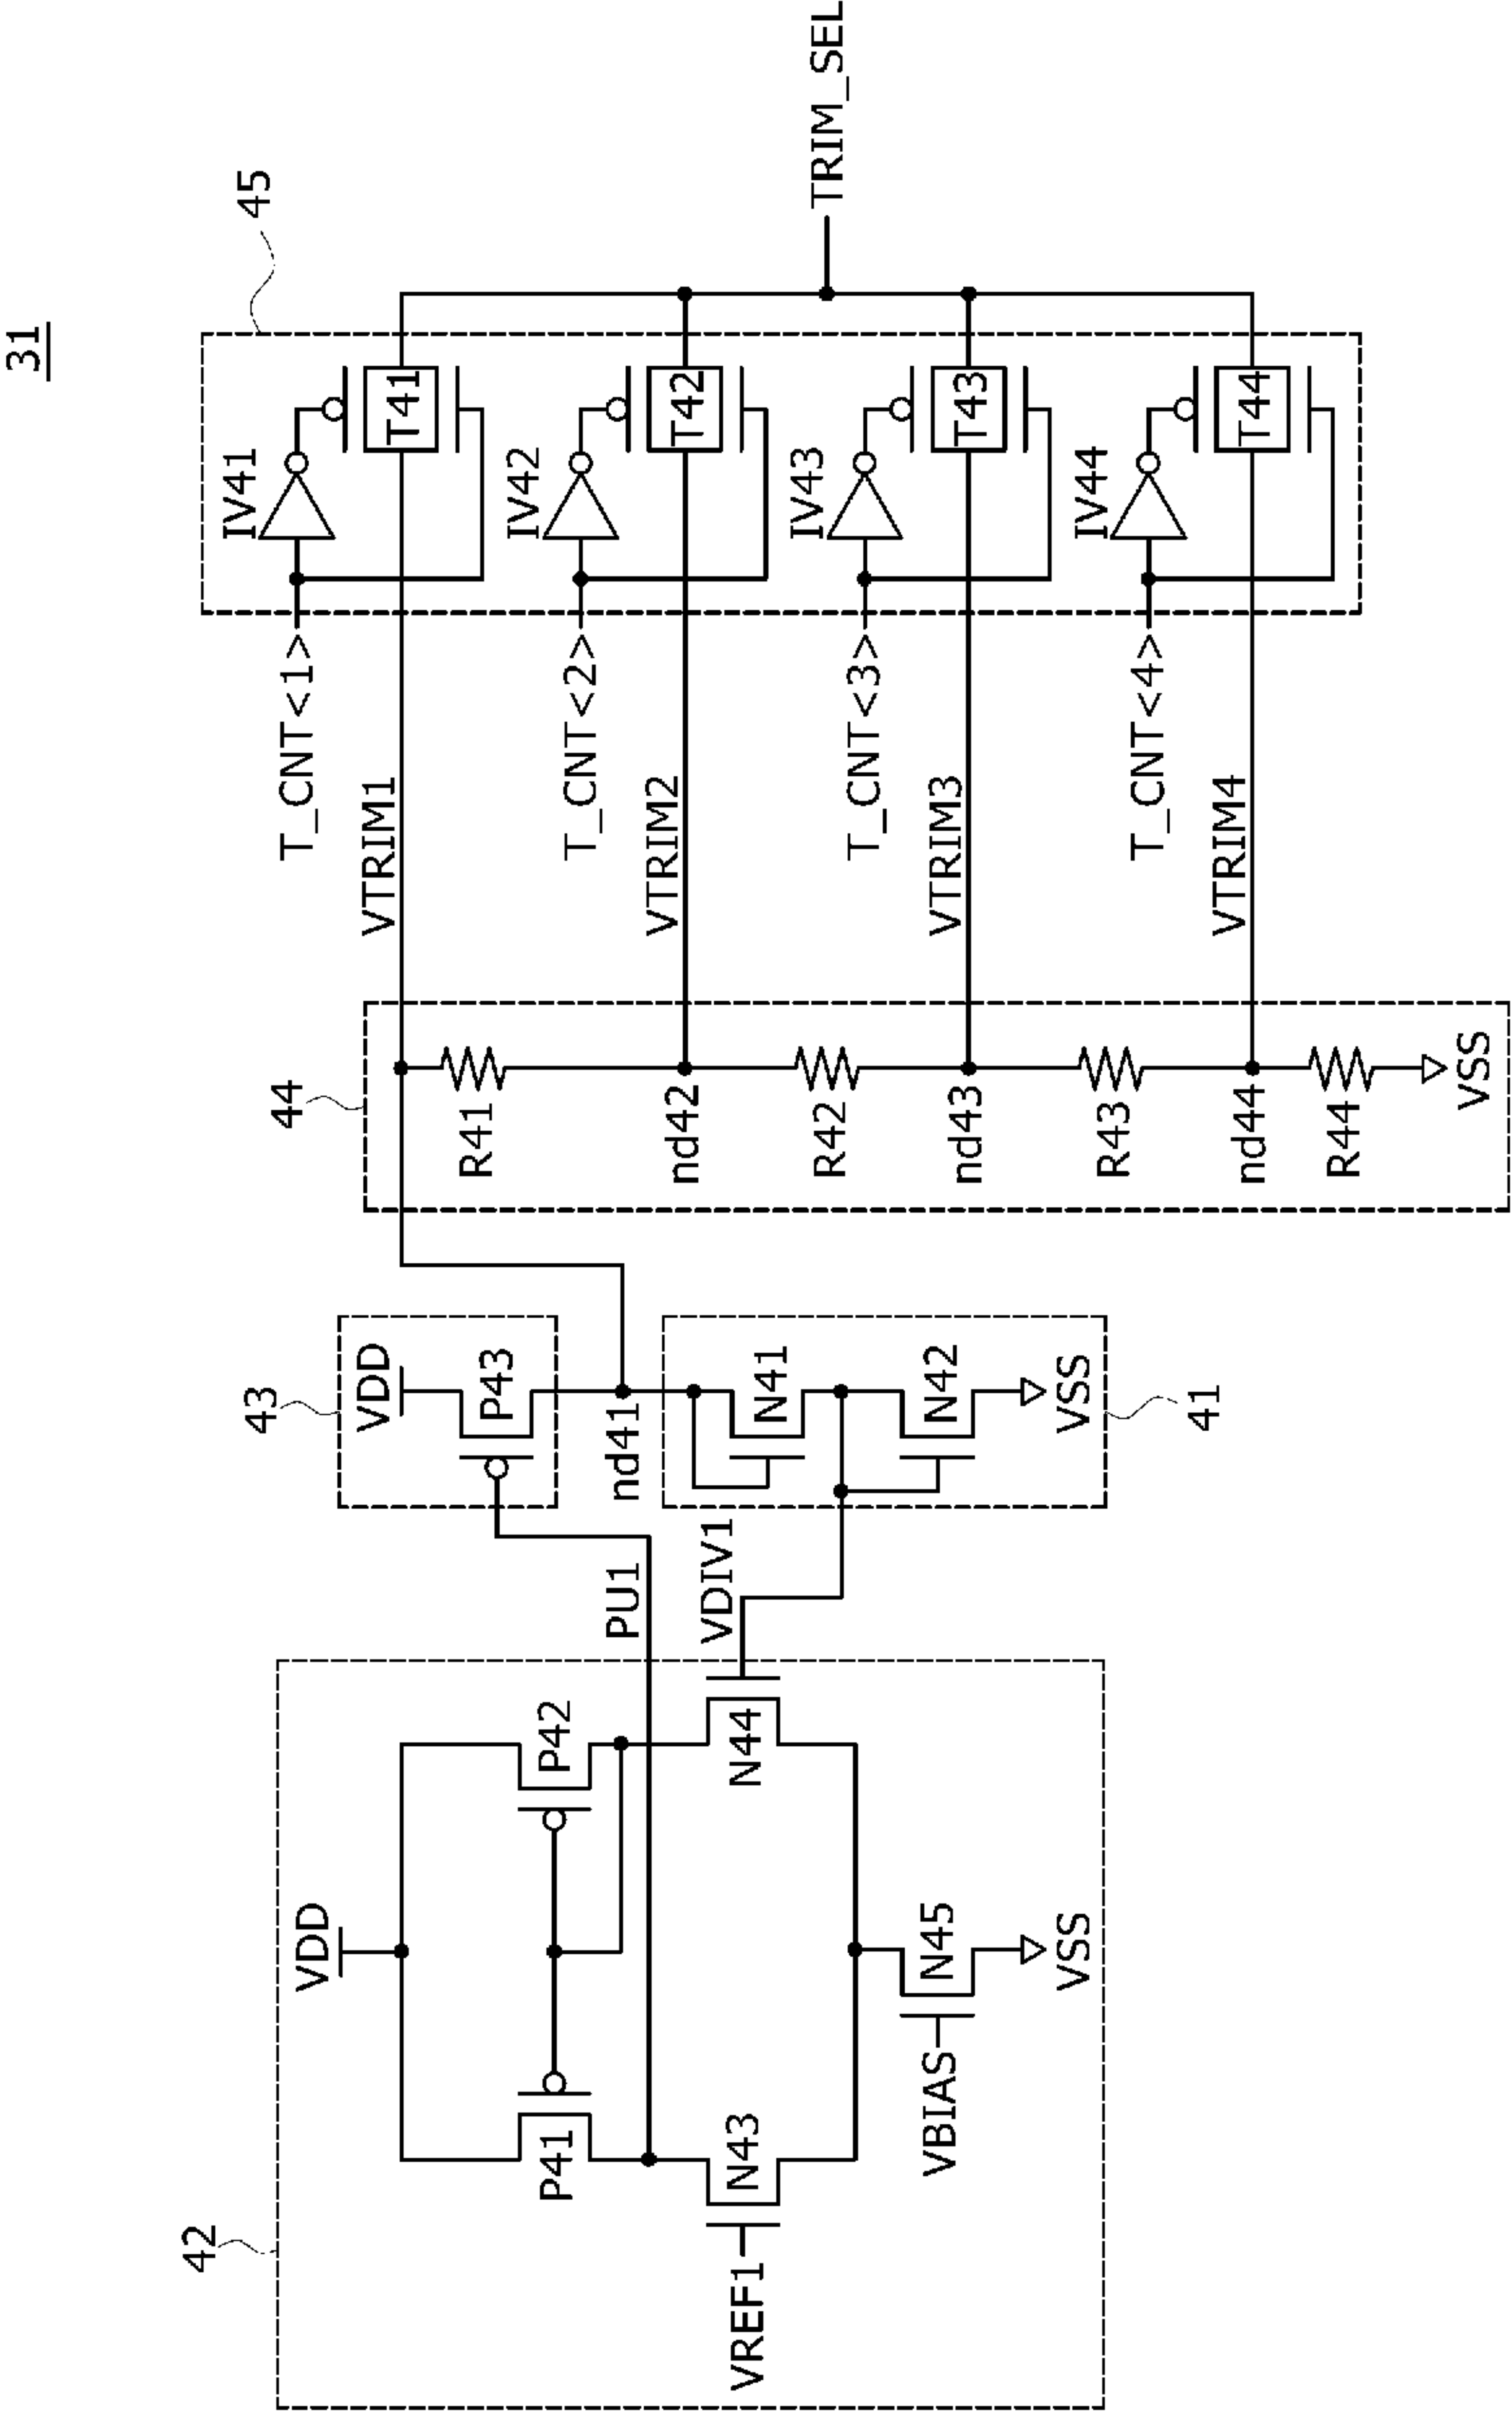 31
42
VDD
P41
P42
PU1
VREF1
N43
N44
VDIV1
VBIAS
N45
VSS
43
VDD
P43
nd41
N41
N42
VSS
41
44
R41
nd42
R42
nd43
R43
nd44
R44
VSS
45
VTRIM1
T_CNT<1>
IV41
T41
VTRIM2
T_CNT<2>
IV42
T42
VTRIM3
T_CNT<3>
IV43
T43
VTRIM4
T_CNT<4>
IV44
T44
TRIM_SEL